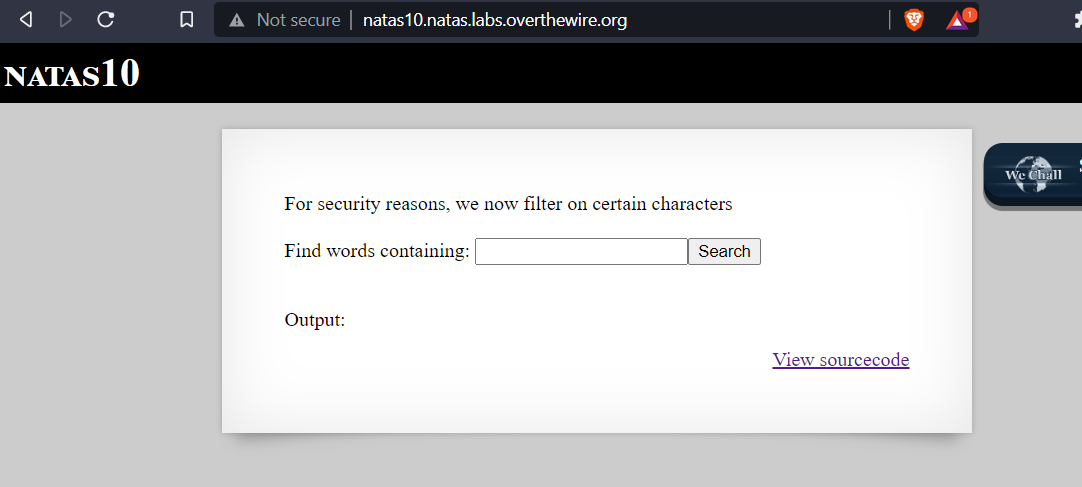 Not secure natas10.natas.labs.overthewire.org 1
NATAS10
We Chall
For security reasons, we now filter on certain characters
Find words containing: Search
Output:
View sourcecode